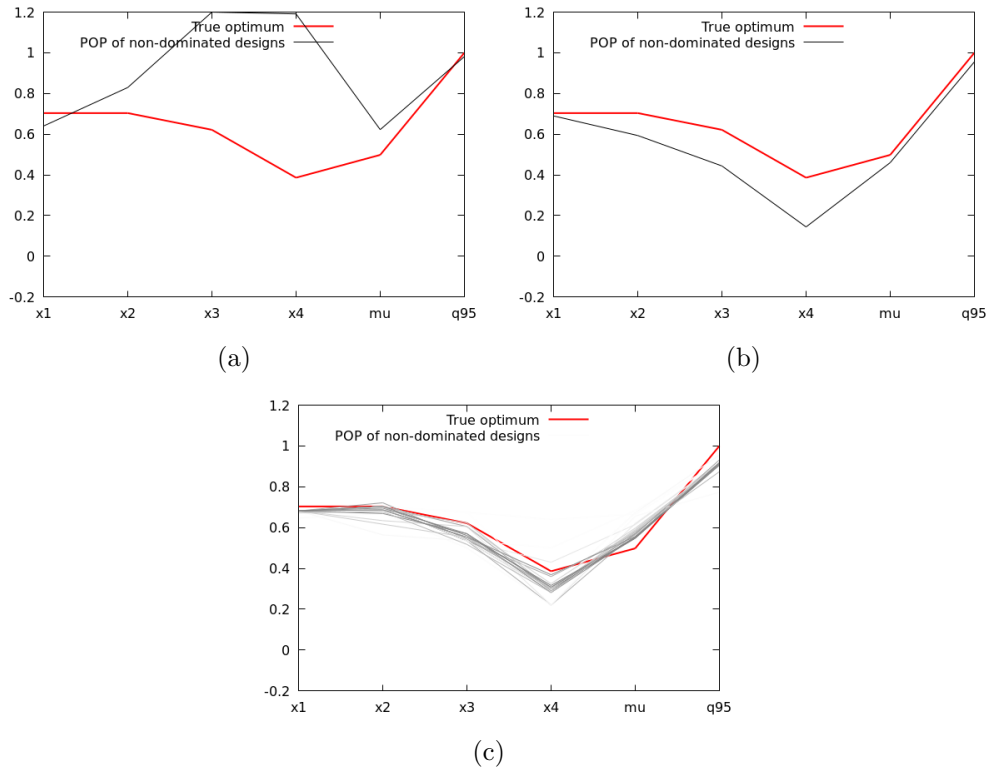 1.2
1
0.8
0.6
0.4
0.2
0
-0.2
True optimum
POP of non-dominated designs
x1 x2 x3 x4 mu q95
(a)
1.2
1
0.8
0.6
0.4
0.2
0
-0.2
True optimum
POP of non-dominated designs
x1 x2 x3 x4 mu q95
(b)
1.2
1
0.8
0.6
0.4
0.2
0
-0.2
True optimum
POP of non-dominated designs
x1 x2 x3 x4 mu q95
(c)